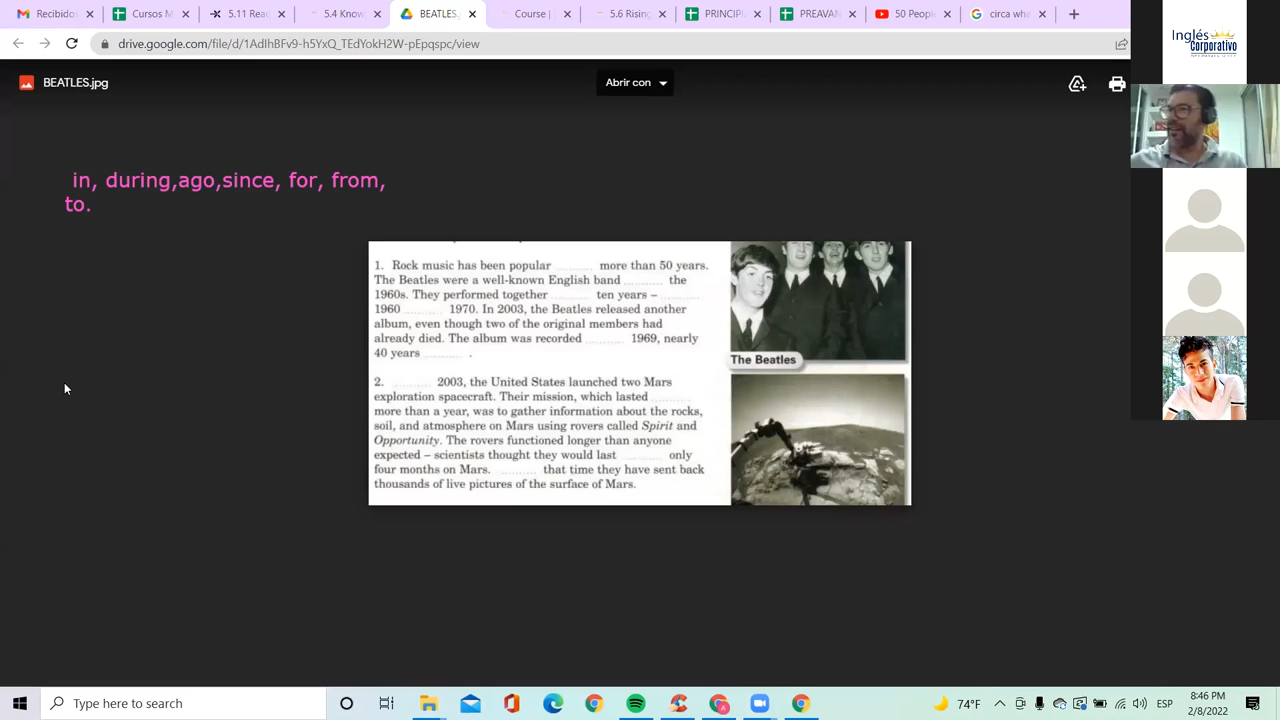 Recibidos
Cursos M
5.11 Rea
5.4 Know
BEATLES.
Course
5.6 Rising
PRINCIPI
PREAVAN
50 People
circa whe
drive.google.com/file/d/1AdIhBFv9-h5YxQ_TEdYokH2W-pEpqspc/view
BEATLES.jpg
Abrir con
Inglés
Corporativo
in, during,ago,since, for, from,
to.
1. Rock music has been popular .......... more than 50 years.
The Beatles were a well-known English band .......... the
1960s. They performed together .......... ten years – ..........
1960 .......... 1970. In 2003, the Beatles released another
album, even though two of the original members had
already died. The album was recorded .......... 1969, nearly
40 years .......... .
The Beatles
2. .......... 2003, the United States launched two Mars
exploration spacecraft. Their mission, which lasted ..........
more than a year, was to gather information about the rocks,
soil, and atmosphere on Mars using rovers called Spirit and
Opportunity. The rovers functioned longer than anyone
expected – scientists thought they would last .......... only
four months on Mars. .......... that time they have sent back
thousands of live pictures of the surface of Mars.
Type here to search
74°F
ESP
8:46 PM
2/8/2022